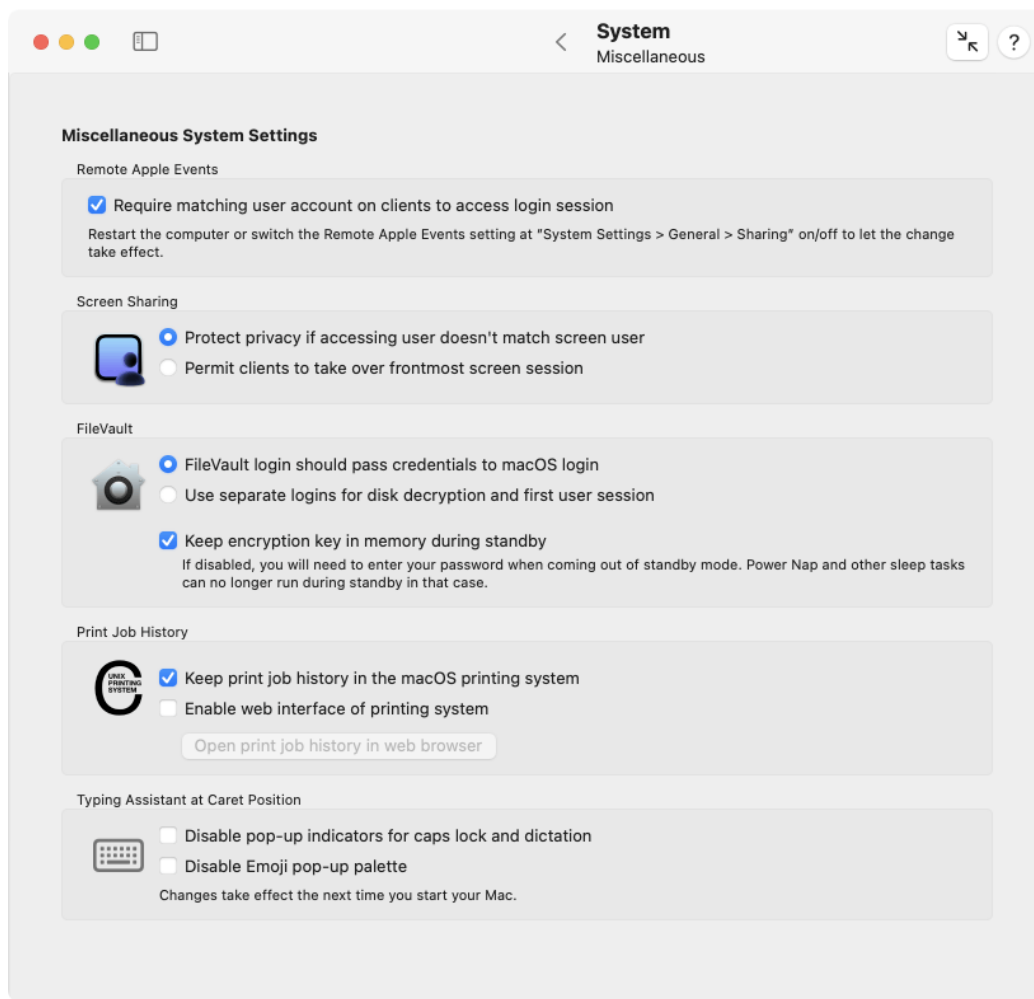 System
Miscellaneous
?
Miscellaneous System Settings
Remote Apple Events
Require matching user account on clients to access login session
Restart the computer or switch the Remote Apple Events setting at "System Settings > General > Sharing" on/off to let the change
take effect.
Screen Sharing
Protect privacy if accessing user doesn't match screen user
Permit clients to take over frontmost screen session
FileVault
FileVault login should pass credentials to macOS login
Use separate logins for disk decryption and first user session
Keep encryption key in memory during standby
If disabled, you will need to enter your password when coming out of standby mode. Power Nap and other sleep tasks
can no longer run during standby in that case.
Print Job History
UNIX
PRINTING
SYSTEM
Keep print job history in the macOS printing system
Enable web interface of printing system
Open print job history in web browser
Typing Assistant at Caret Position
Disable pop-up indicators for caps lock and dictation
Disable Emoji pop-up palette
Changes take effect the next time you start your Mac.